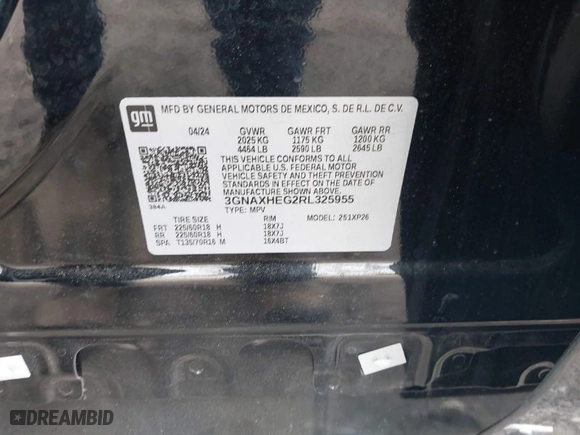 gm MFD BY GENERAL MOTORS DE MEXICO, S. DE R.L. DE C.V.
04/24 GVWR GAWR FRT GAWR RR
2025 KG 1175 KG 1200 KG
4464 LB 2590 LB 2645 LB
THIS VEHICLE CONFORMS TO ALL
APPLICABLE U.S. FEDERAL MOTOR
VEHICLE SAFETY AND THEFT
PREVENTION STANDARDS IN EFFECT
ON THE DATE OF MANUFACTURE
SHOWN ABOVE.
384A 3GNAXHEG2RL325955
TYPE: MPV MODEL: 2S1XP26
TIRE SIZE RIM
FRT 225/60R18 H 18X7J
RR 225/60R18 H 18X7J
SPA T135/70R16 M 16X4BT
DREAMBID